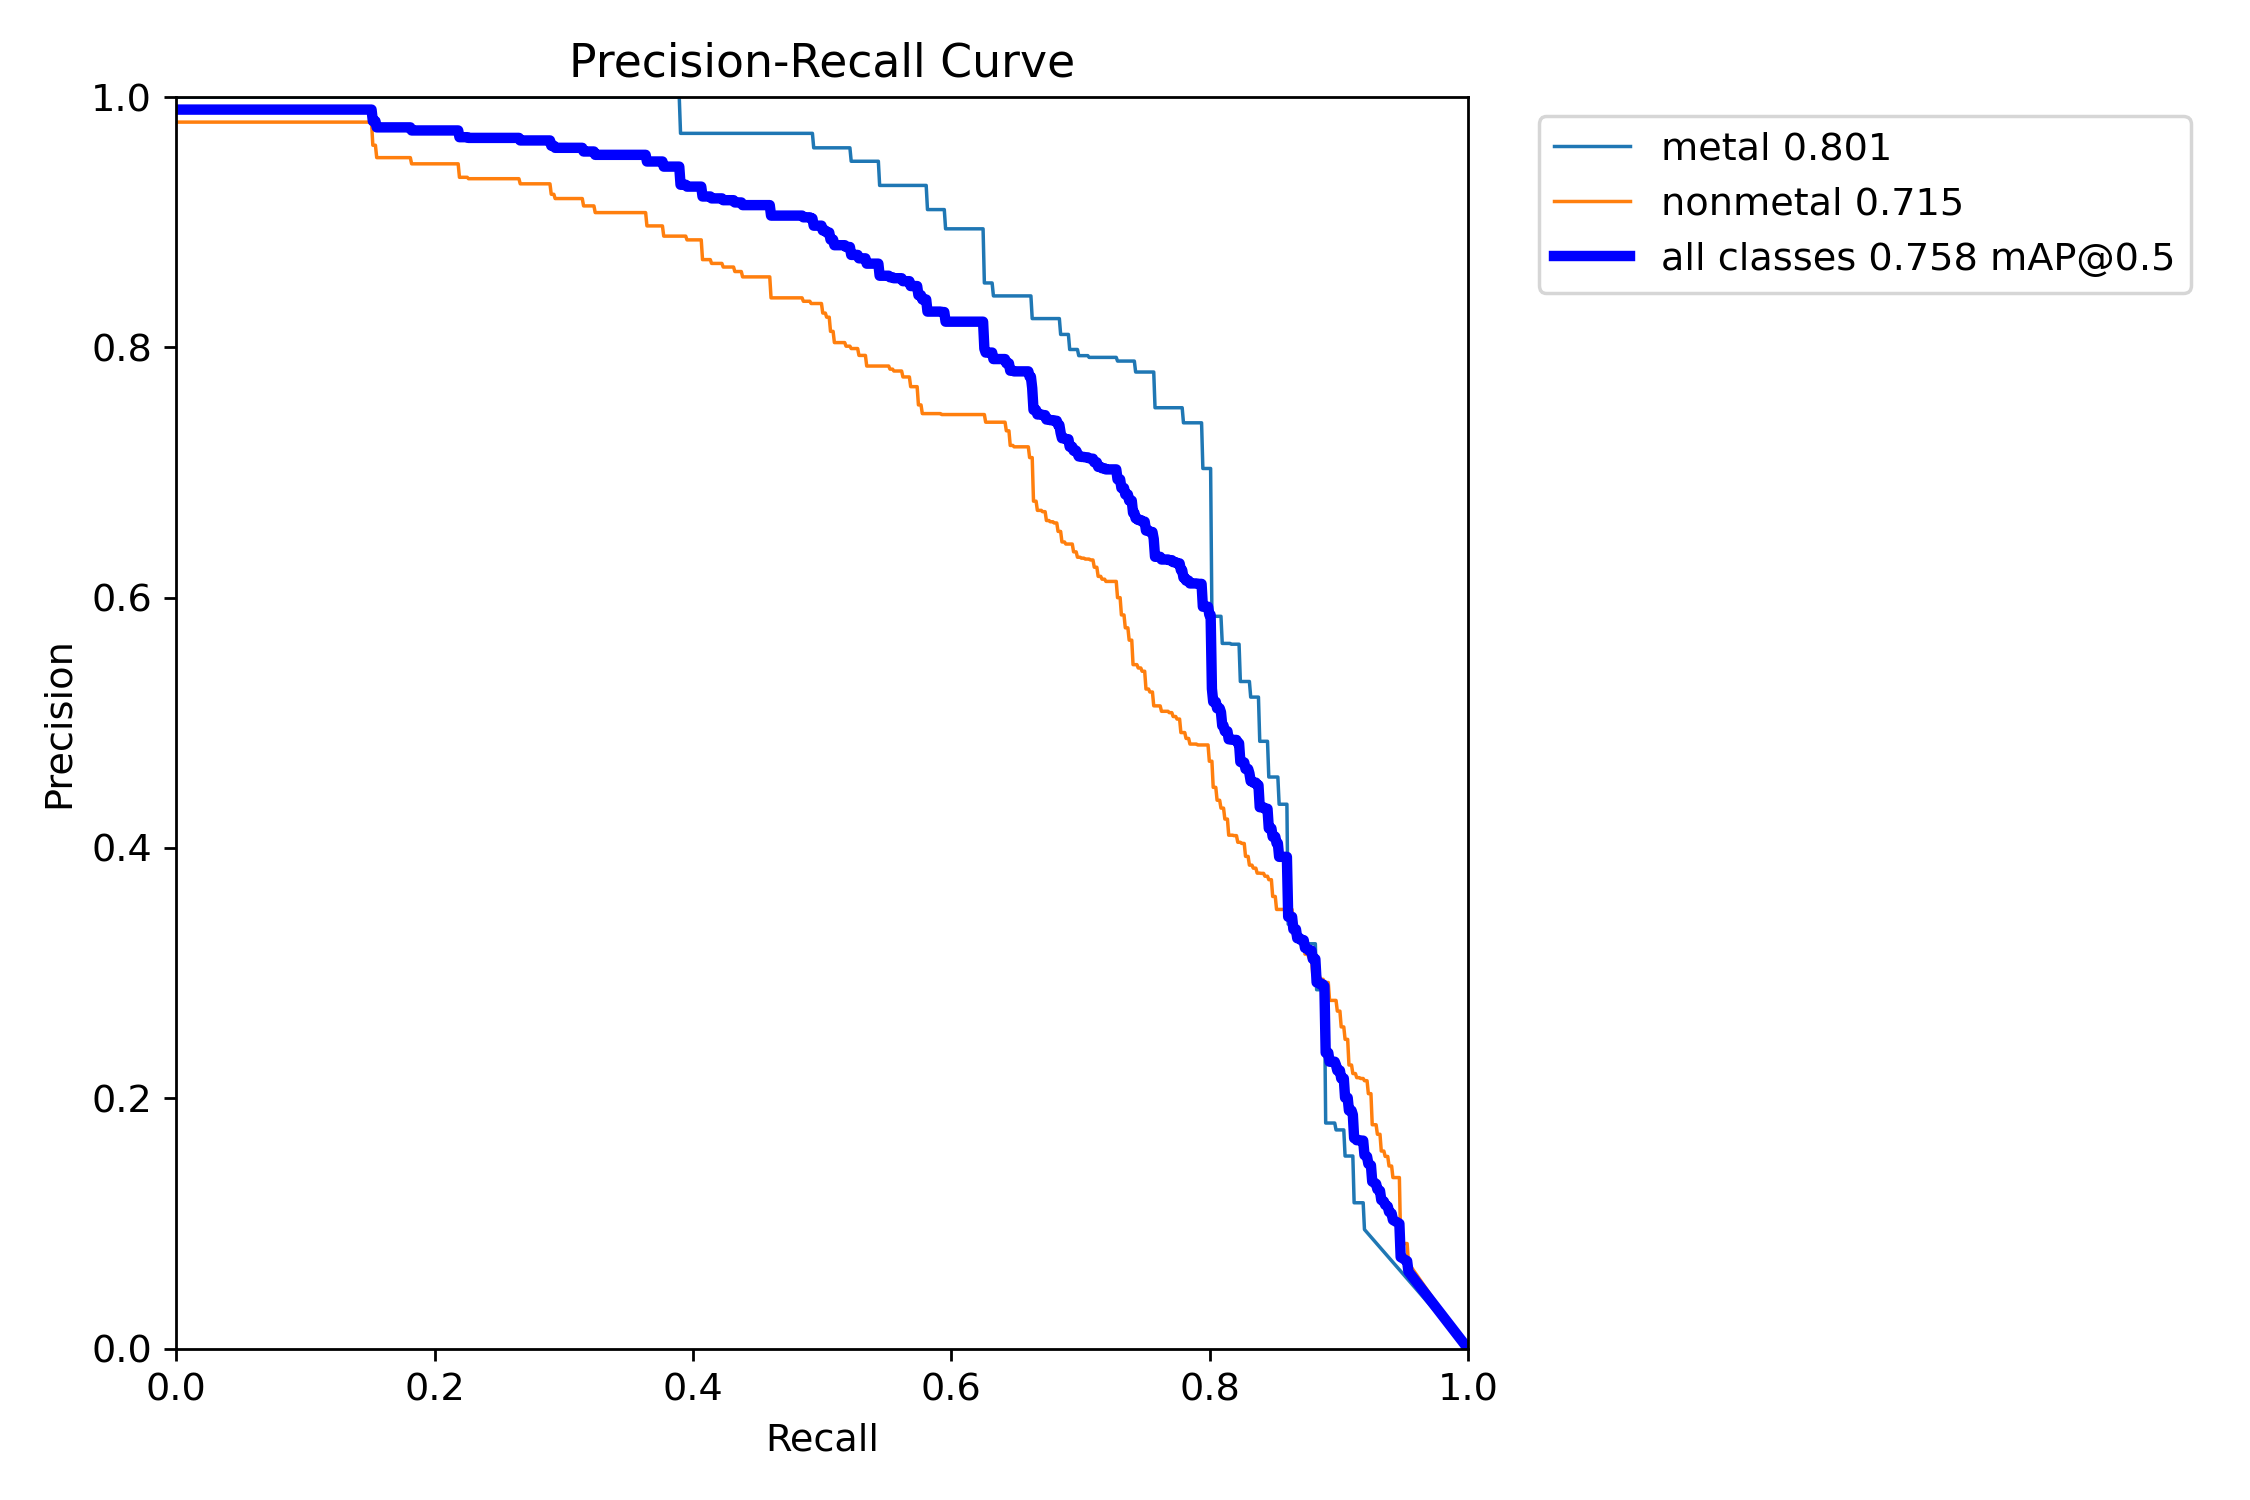 Precision-Recall Curve
metal 0.801
nonmetal 0.715
all classes 0.758 mAP@0.5
1.0
0.8
0.6
0.4
0.2
0.0
Precision
0.0 0.2 0.4 0.6 0.8 1.0
Recall